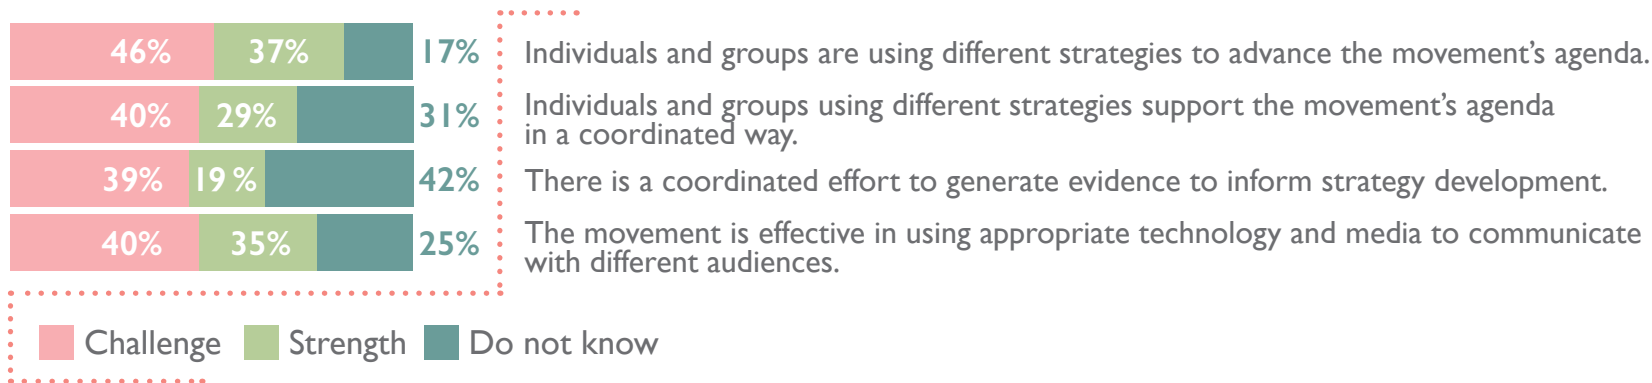 46% 37% 17% Individuals and groups are using different strategies to advance the movement’s agenda.
40% 29% 31% Individuals and groups using different strategies support the movement’s agenda
in a coordinated way.
39% 19 % 42% There is a coordinated effort to generate evidence to inform strategy development.
40% 35% 25% The movement is effective in using appropriate technology and media to communicate
with different audiences.
Challenge Strength Do not know